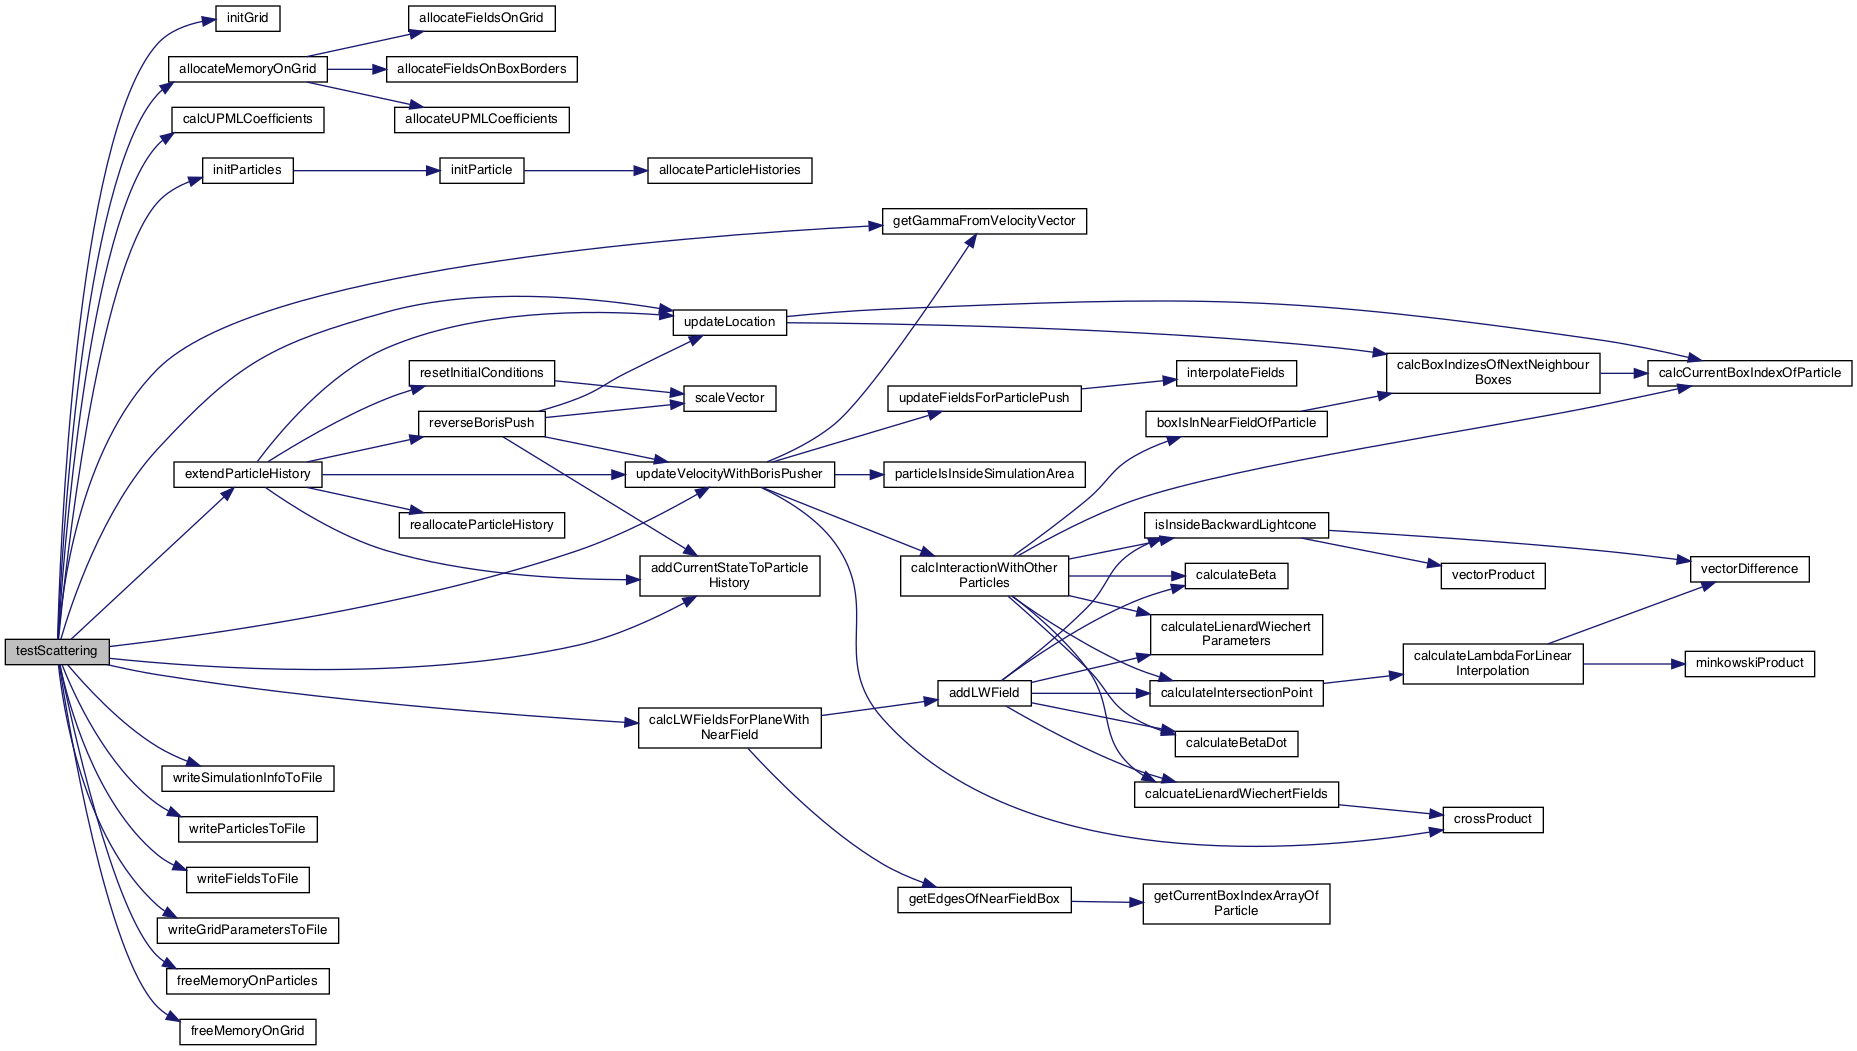 initGrid
allocateFieldsOnGrid
allocateMemoryOnGrid
allocateFieldsOnBoxBorders
calcUPMLCoefficients
allocateUPMLCoefficients
initParticles
initParticle
allocateParticleHistories
getGammaFromVelocityVector
updateLocation
resetInitialConditions
scaleVector
interpolateFields
calcBoxIndizesOfNextNeighbour
Boxes
calcCurrentBoxIndexOfParticle
reverseBorisPush
updateFieldsForParticlePush
boxIsInNearFieldOfParticle
extendParticleHistory
updateVelocityWithBorisPusher
particleIsInsideSimulationArea
reallocateParticleHistory
isInsideBackwardLightcone
addCurrentStateToParticle
History
calcInteractionWithOther
Particles
calculateBeta
vectorProduct
vectorDifference
testScattering
calculateLienardWiechert
Parameters
calculateLambdaForLinear
Interpolation
minkowskiProduct
addLWField
calculateIntersectionPoint
calcLWFieldsForPlaneWith
NearField
calculateBetaDot
writeSimulationInfoToFile
calcuateLienardWiechertFields
crossProduct
writeParticlesToFile
writeFieldsToFile
getEdgesOfNearFieldBox
getCurrentBoxIndexArrayOf
Particle
writeGridParametersToFile
freeMemoryOnParticles
freeMemoryOnGrid